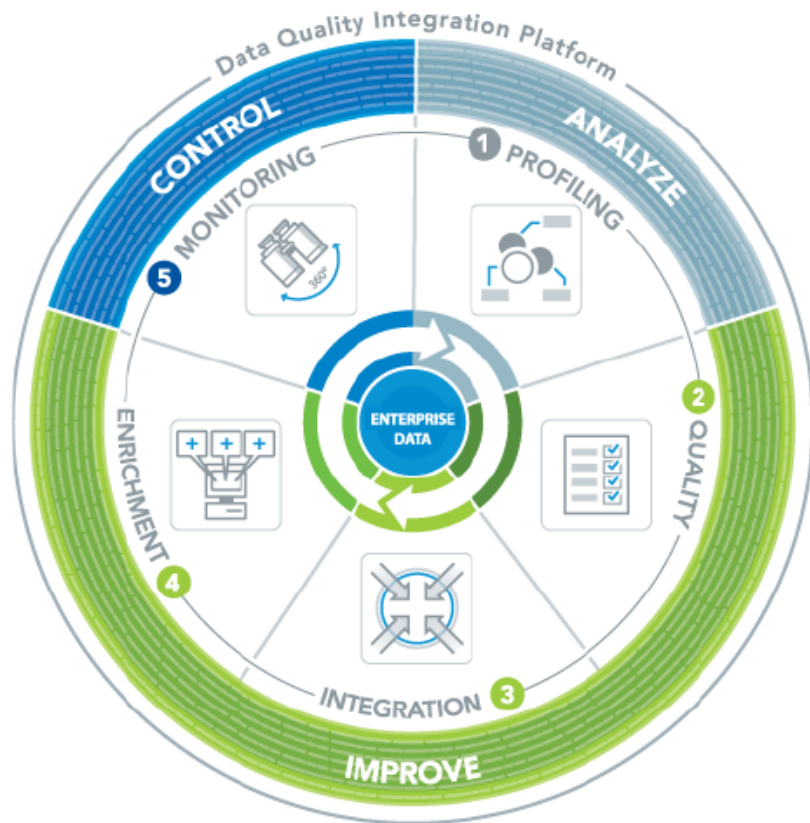 Data Quality Integration Platform
CONTROL
ANALYZE
1 PROFILING
5 MONITORING
360º
2 QUALITY
ENTERPRISE
DATA
4 ENRICHMENT
+ + +
3 INTEGRATION
IMPROVE